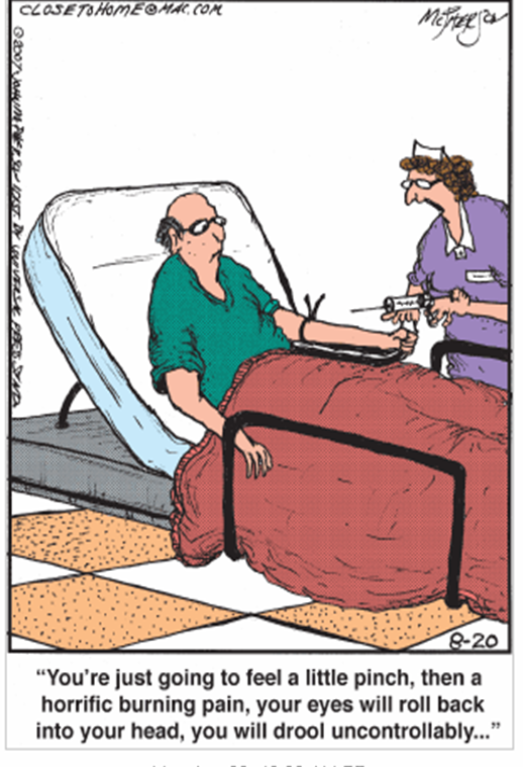 CLOSETOHOME@MAC.COM
McPHERSON
©2007 JOHN McPHERSON/DIST. BY UNIVERSAL PRESS SYND.
8-20
“You’re just going to feel a little pinch, then a
horrific burning pain, your eyes will roll back
into your head, you will drool uncontrollably...”